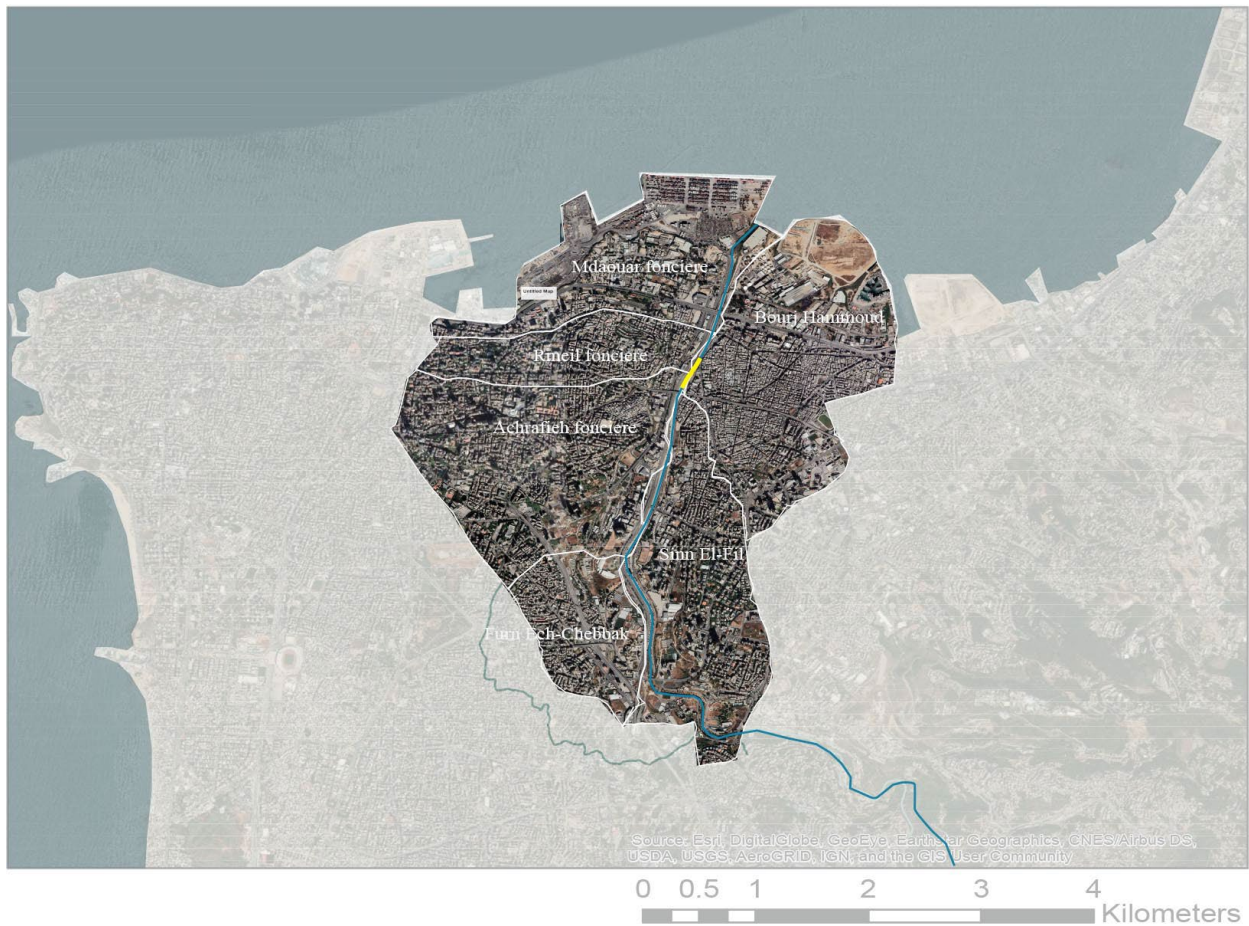 Mdaouar fonciere
Untitled Map
Bourj Hammoud
Rmeil fonciere
Achrafieh fonciere
Sinn El-Fil
Furn Ech-Chebbak
Source: Esri, DigitalGlobe, GeoEye, Earthstar Geographics, CNES/Airbus DS,
USDA, USGS, AeroGRID, IGN, and the GIS User Community
0 0.5 1 2 3 4
Kilometers